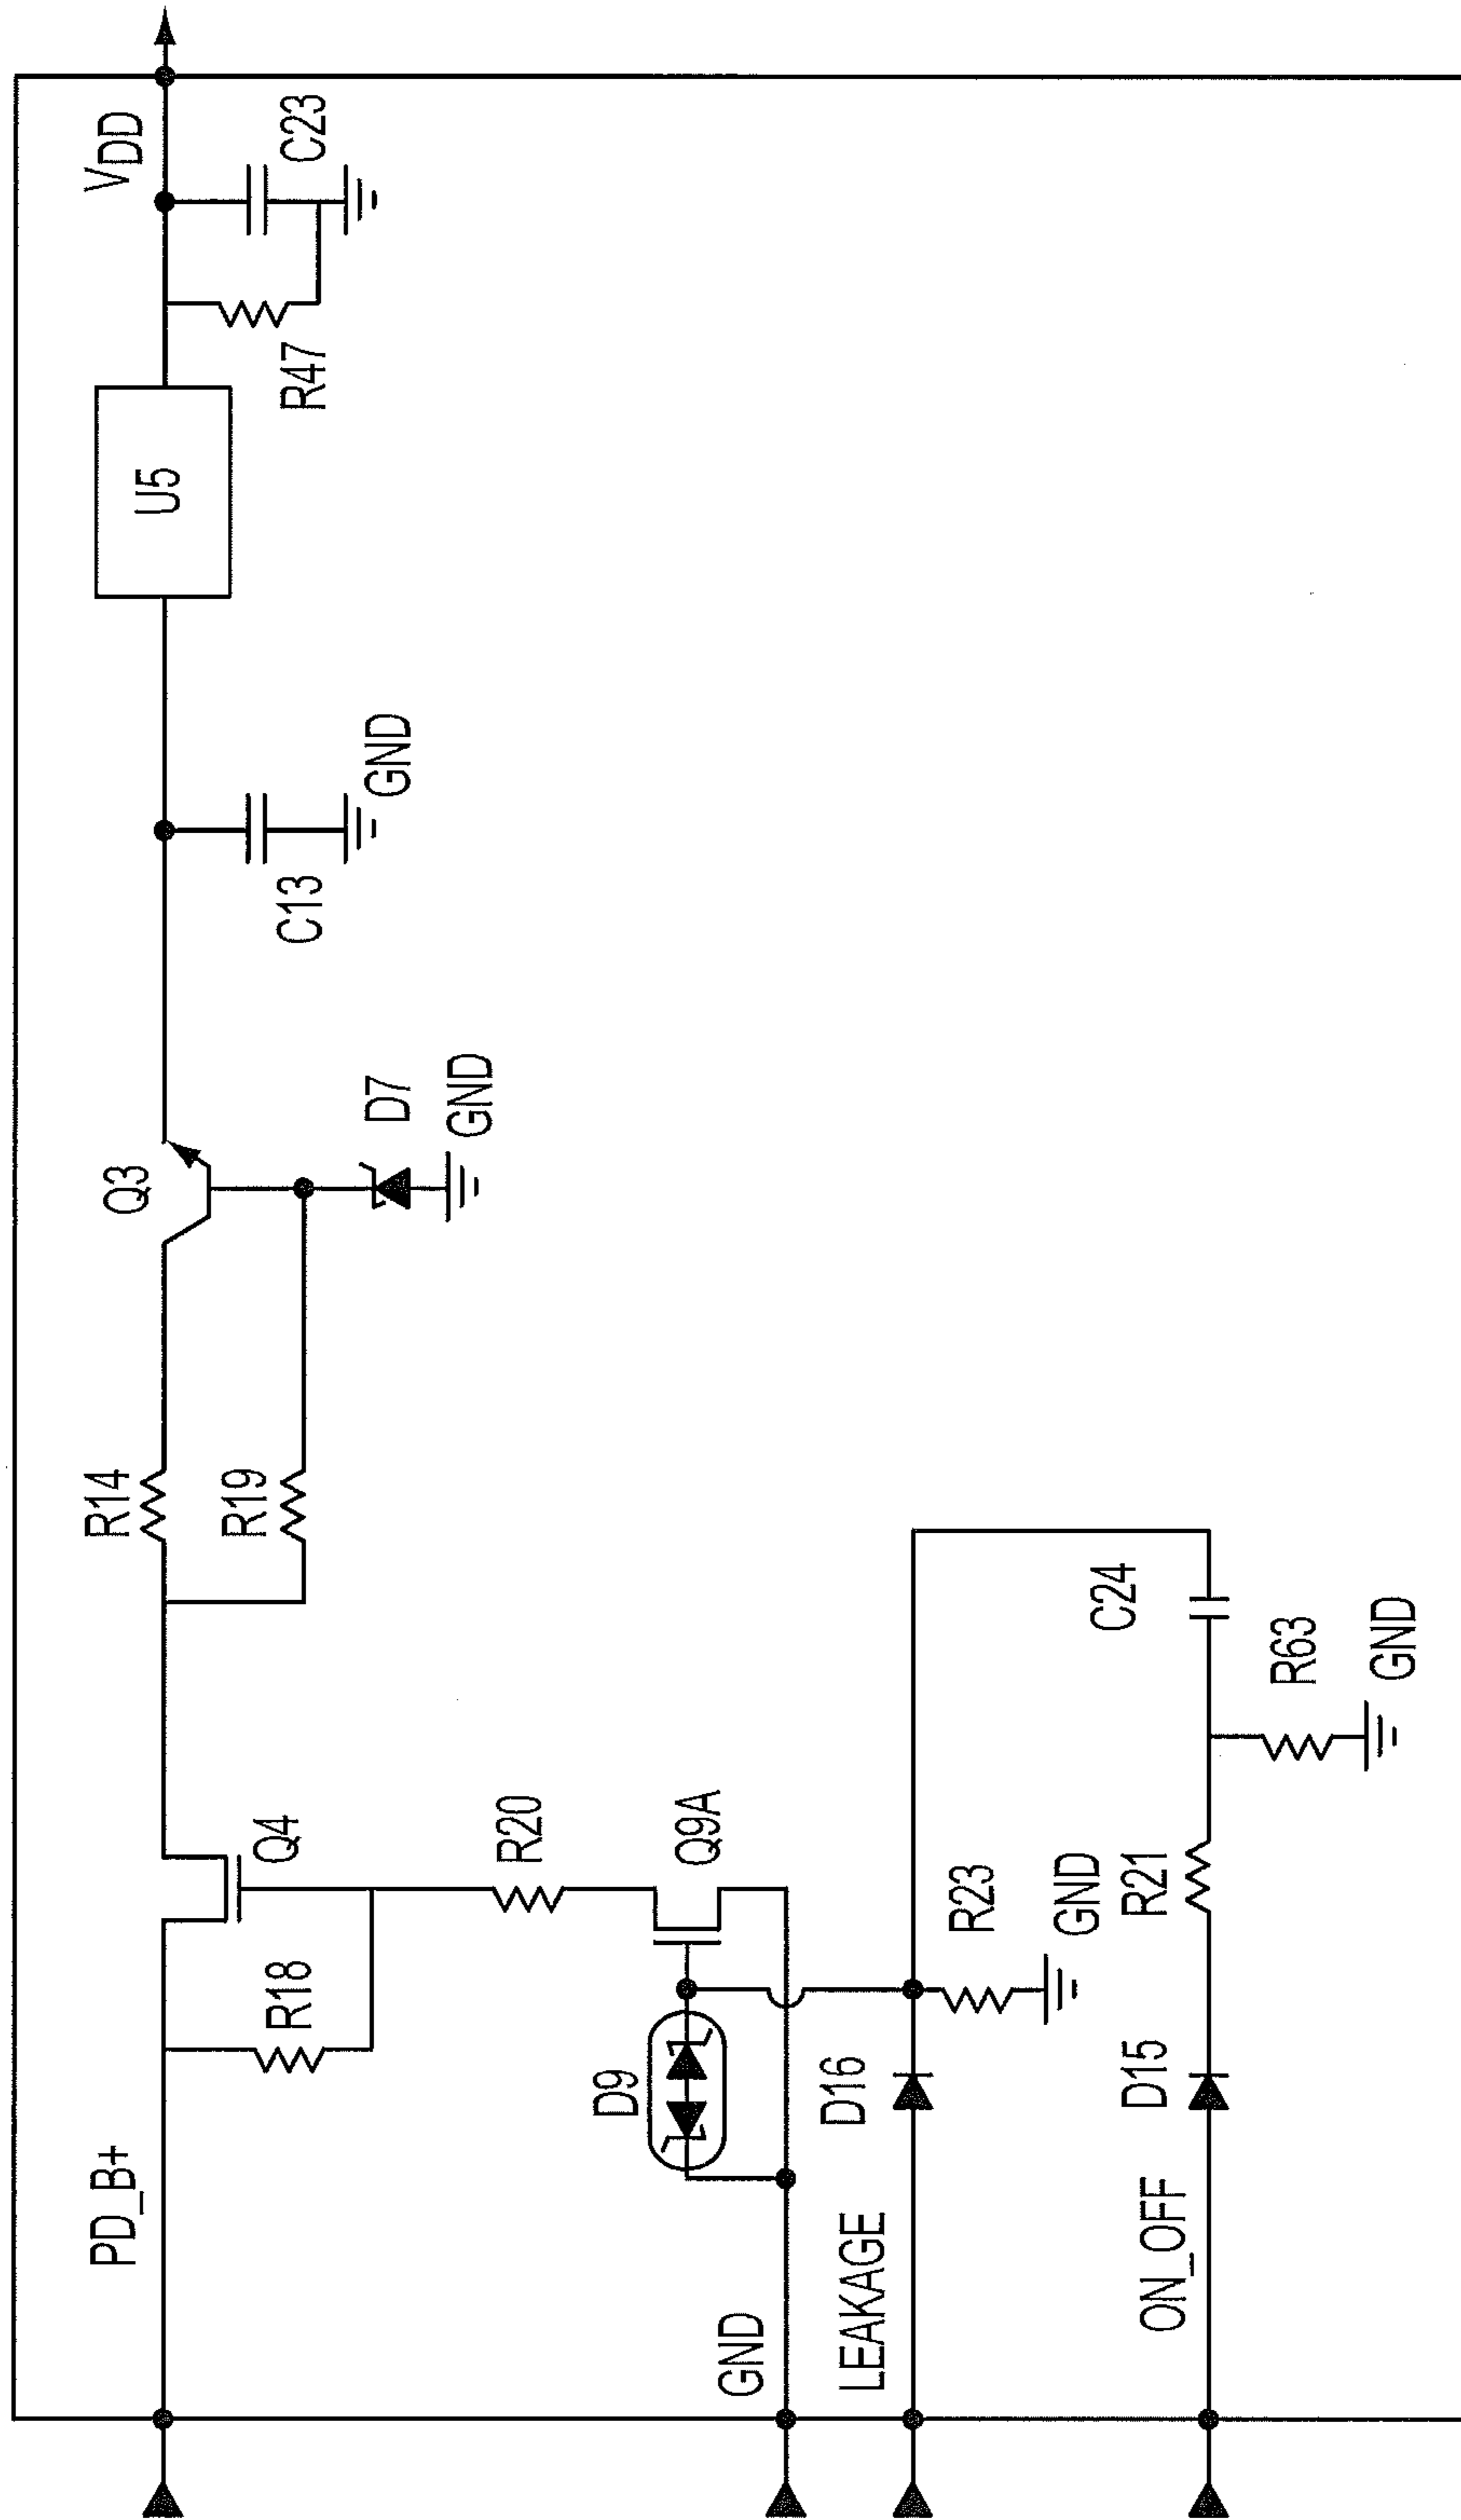 PD_B+
R18
Q4
R14
R19
Q3
D7
GND
C13
GND
U5
R47
VDD
C23
R20
Q9A
D9
GND
LEAKAGE
D16
R23
GND
ON_OFF
D15
R21
C24
R63
GND